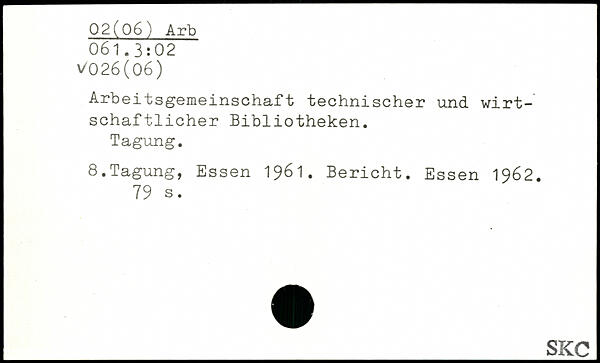 02(06) Arb
061.3:02
√026(06)
Arbeitsgemeinschaft technischer und wirt-
schaftlicher Bibliotheken.
Tagung.
8.Tagung, Essen 1961. Bericht. Essen 1962.
79 s.
SKC